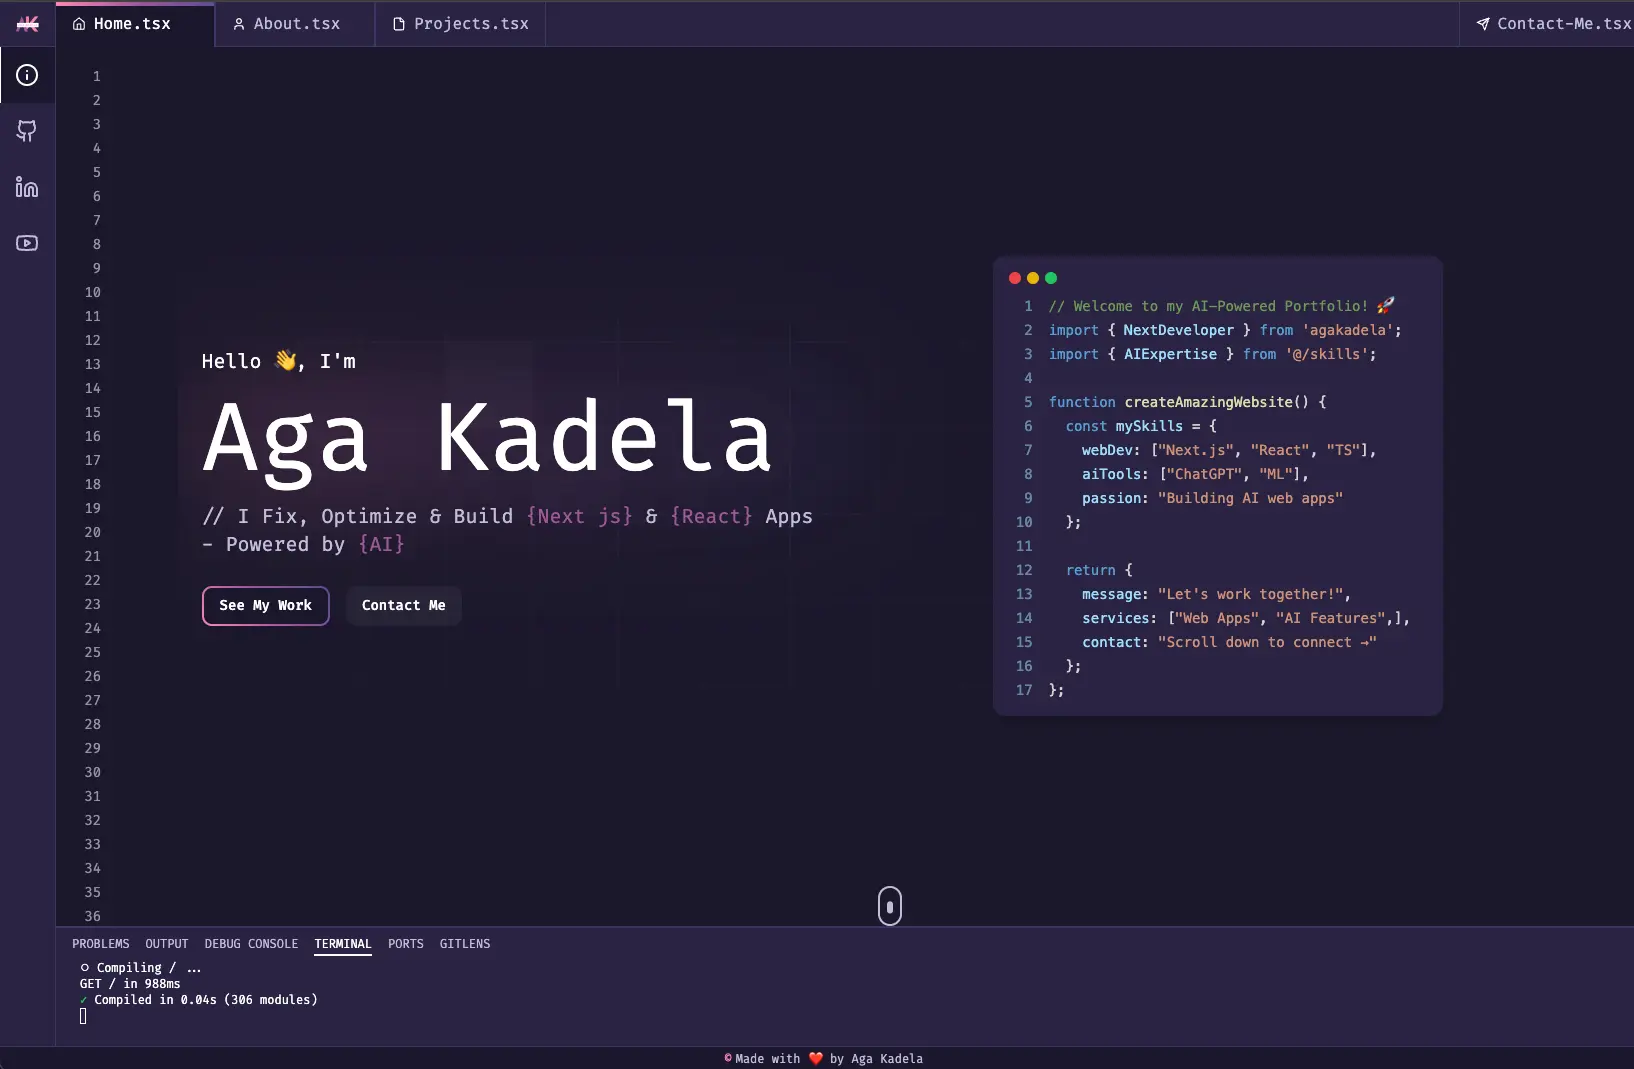 AK
Home.tsx
About.tsx
Projects.tsx
Contact-Me.tsx
1
2
3
4
5
6
7
8
9
10
11
12
13
14
15
16
17
18
19
20
21
22
23
24
25
26
27
28
29
30
31
32
33
34
35
36
Hello 👋, I'm
Aga Kadela
// I Fix, Optimize & Build {Next js} & {React} Apps
- Powered by {AI}
See My Work
Contact Me
1 // Welcome to my AI-Powered Portfolio! 🚀
2 import { NextDeveloper } from 'agakadela';
3 import { AIExpertise } from '@/skills';
4
5 function createAmazingWebsite() {
6 const mySkills = {
7 webDev: ["Next.js", "React", "TS"],
8 aiTools: ["ChatGPT", "ML"],
9 passion: "Building AI web apps"
10 };
11
12 return {
13 message: "Let's work together!",
14 services: ["Web Apps", "AI Features",],
15 contact: "Scroll down to connect →"
16 };
17 };
PROBLEMS OUTPUT DEBUG CONSOLE TERMINAL PORTS GITLENS
○ Compiling / ...
GET / in 988ms
✓ Compiled in 0.04s (306 modules)
© Made with ❤️ by Aga Kadela